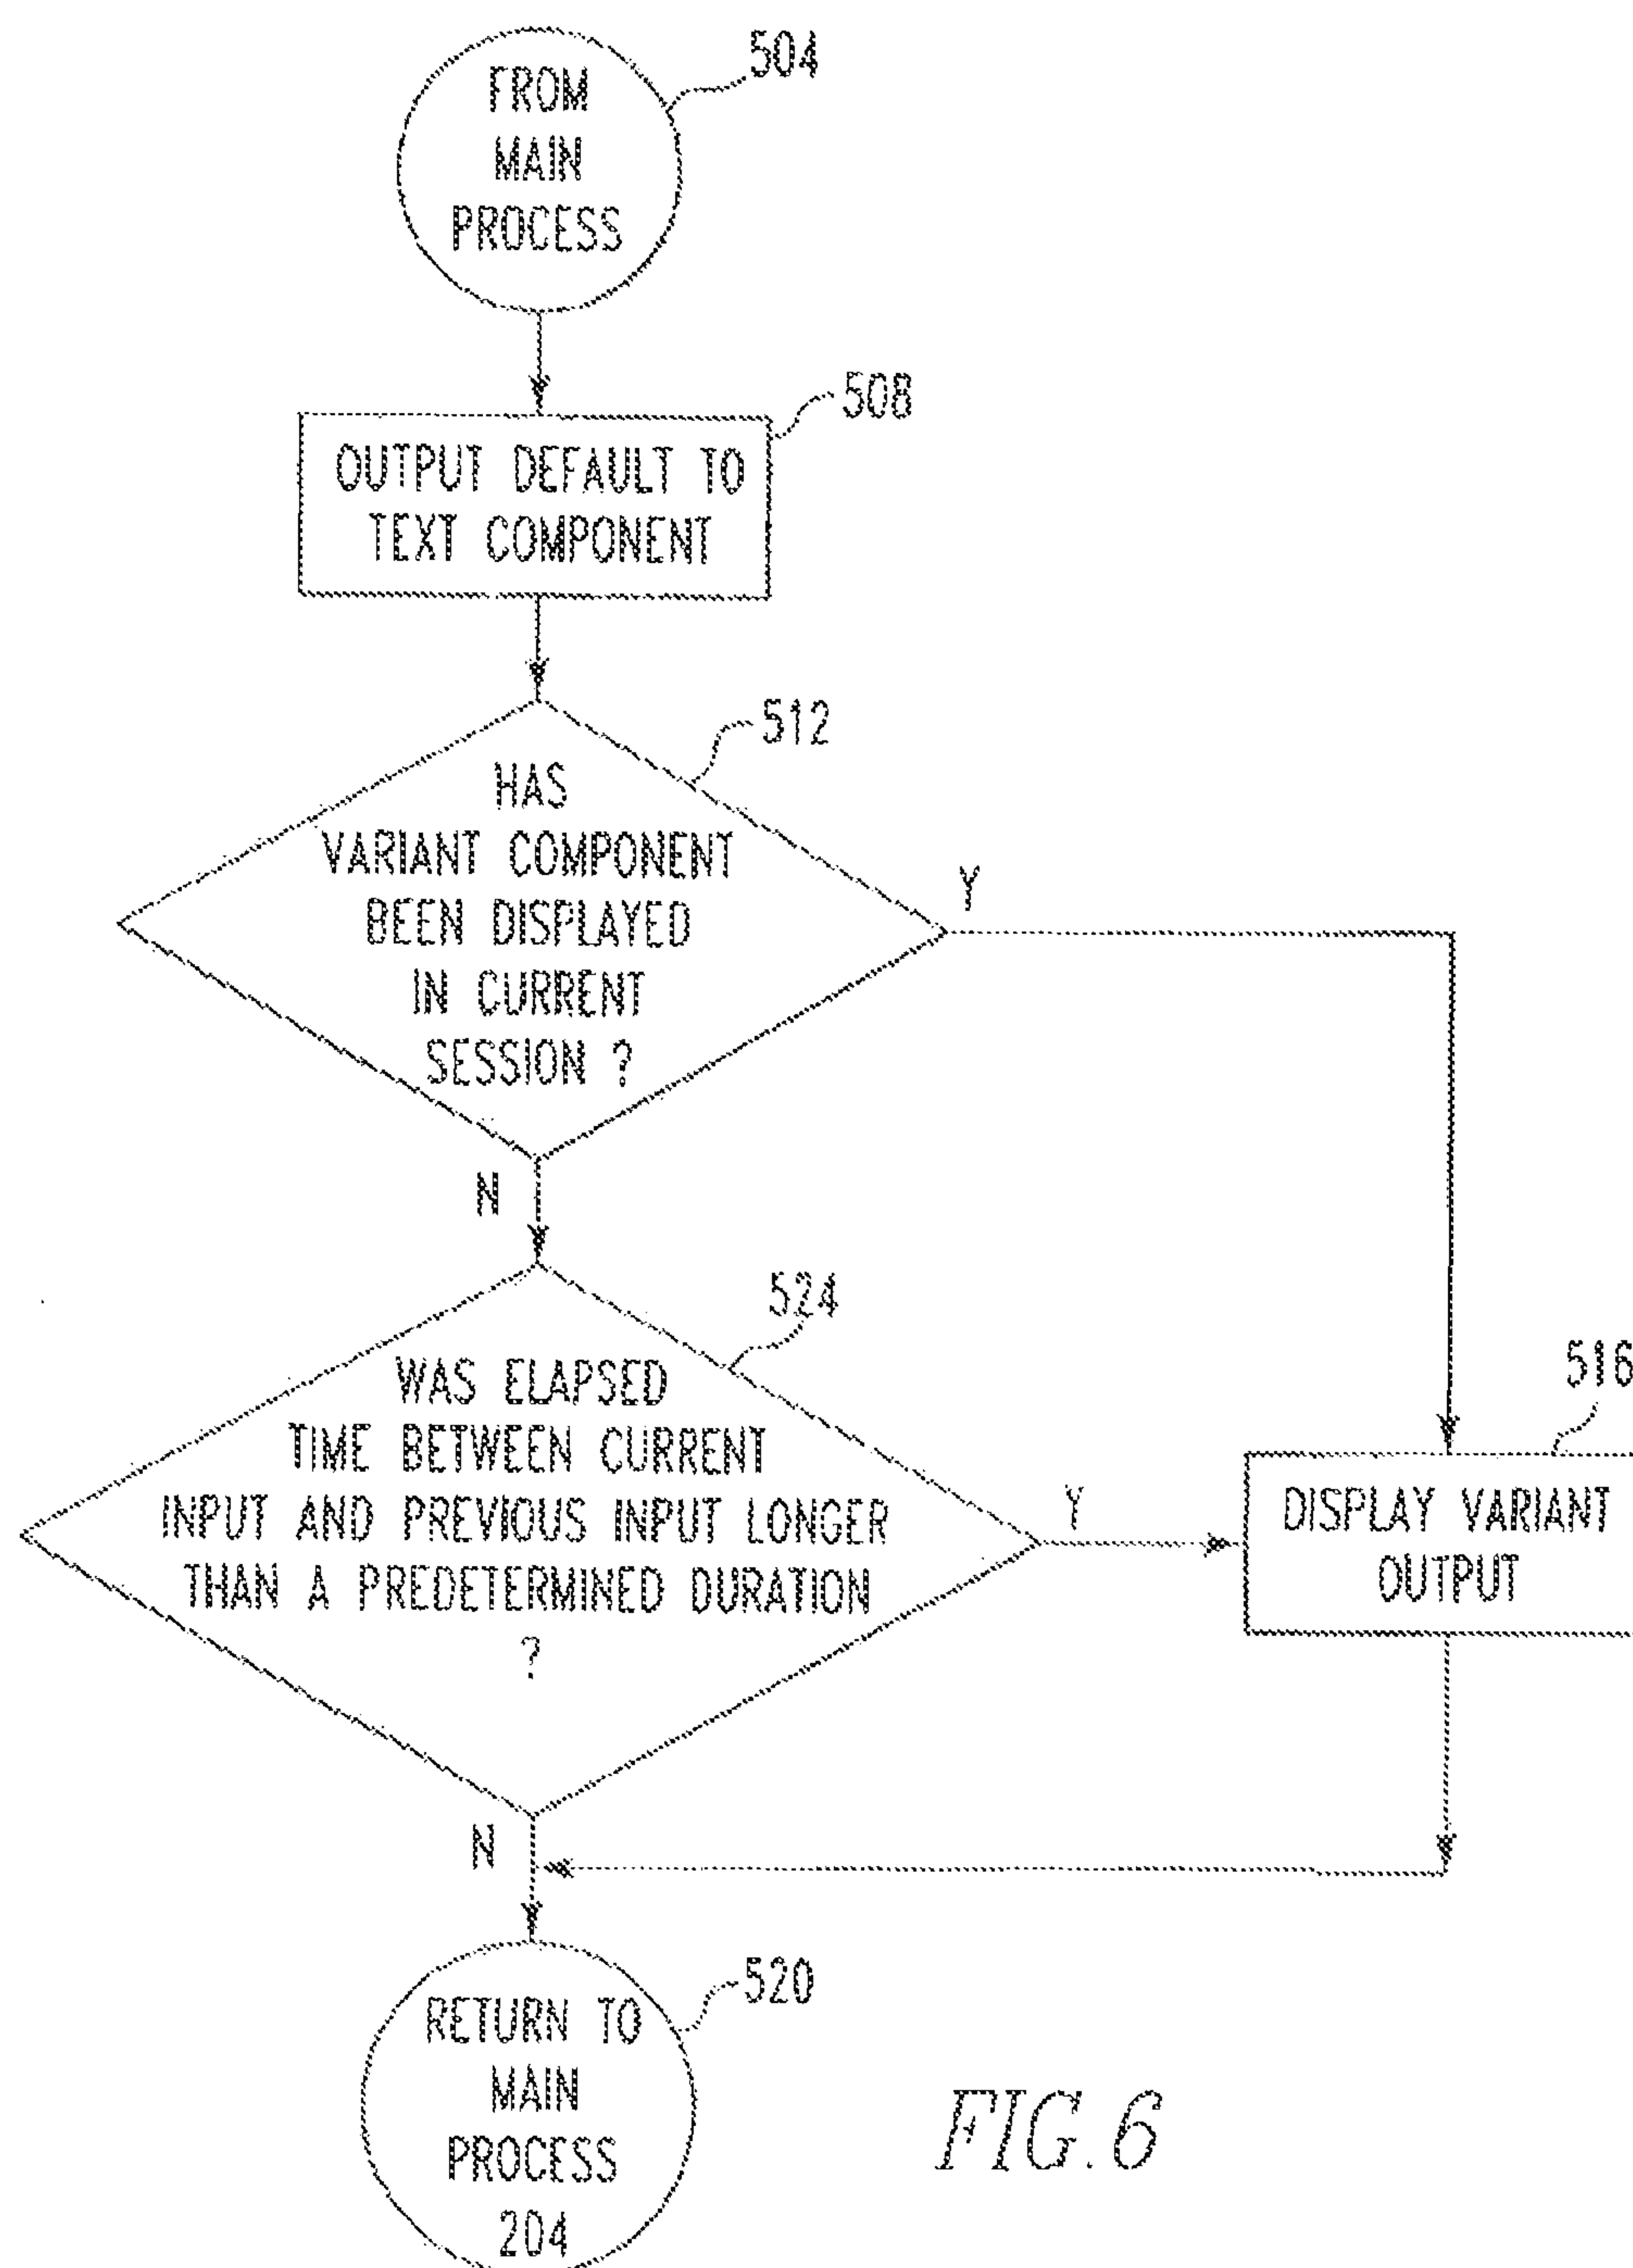 504
FROM
MAIN
PROCESS
508
OUTPUT DEFAULT TO
TEXT COMPONENT
512
HAS
VARIANT COMPONENT
BEEN DISPLAYED
IN CURRENT
SESSION ?
Y
N
524
WAS ELAPSED
TIME BETWEEN CURRENT
INPUT AND PREVIOUS INPUT LONGER
THAN A PREDETERMINED DURATION
?
Y
516
DISPLAY VARIANT
OUTPUT
N
520
RETURN TO
MAIN
PROCESS
204
FIG. 6